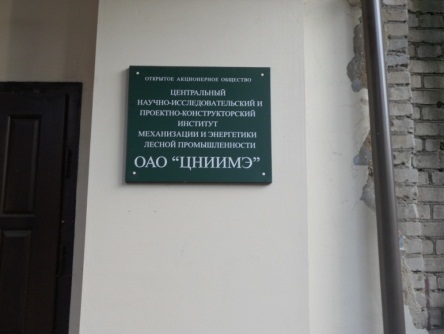 ОТКРЫТОЕ АКЦИОНЕРНОЕ ОБЩЕСТВО
ЦЕНТРАЛЬНЫЙ
НАУЧНО-ИССЛЕДОВАТЕЛЬСКИЙ И
ПРОЕКТНО-КОНСТРУКТОРСКИЙ
ИНСТИТУТ
МЕХАНИЗАЦИИ И ЭНЕРГЕТИКИ
ЛЕСНОЙ ПРОМЫШЛЕННОСТИ
ОАО “ЦНИИМЭ”